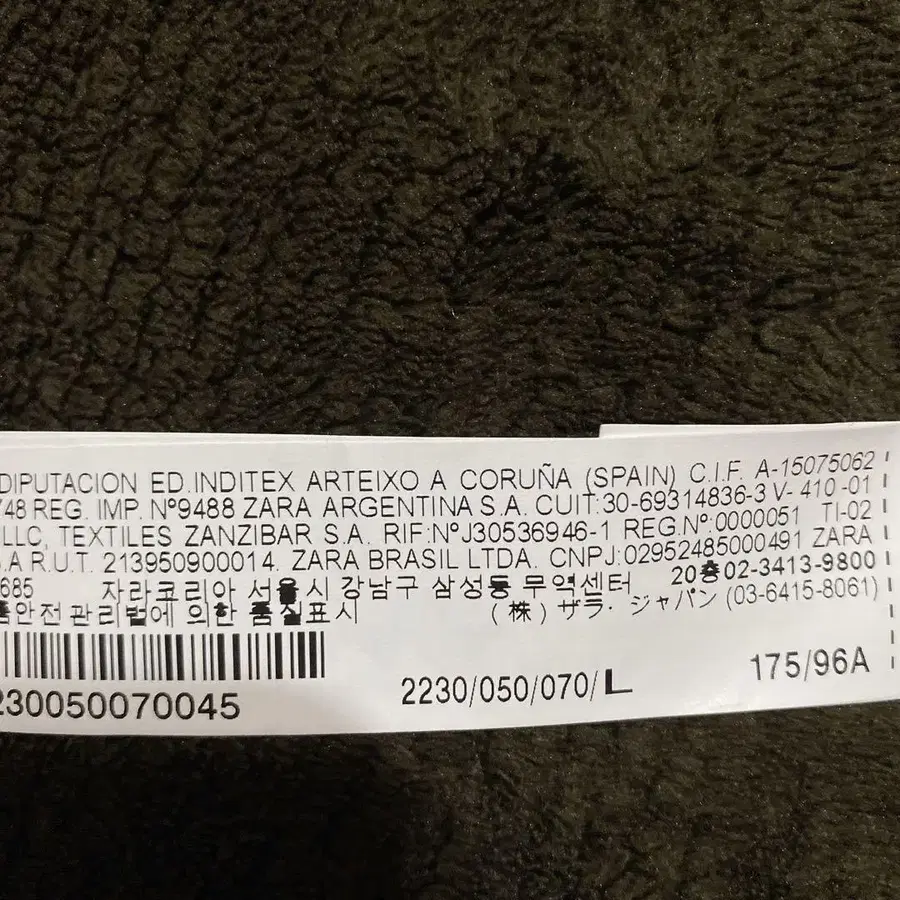 DIPUTACION ED.INDITEX ARTEIXO A CORUÑA (SPAIN) C.I.F. A-15075062
748 REG. IMP. Nº9488 ZARA ARGENTINA S.A. CUIT:30-69314836-3 V- 410 -01
LLC, TEXTILES ZANZIBAR S.A. RIF:NºJ30536946-1 REG.Nº:0000051 TI-02
S.A R.U.T. 213950900014. ZARA BRASIL LTDA. CNPJ:02952485000491 ZARA
685 자라코리아 서울시 강남구 삼성동 무역센터 20층02-3413-9800
품안전관리법에 의한 품질표시 (株) ザラ・ジャパン (03-6415-8061)
230050070045 2230/050/070/L 175/96A